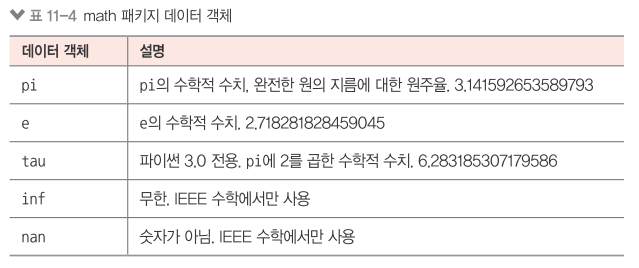 표 11-4 math 패키지 데이터 객체
데이터 객체 설명
pi pi의 수학적 수치, 완전한 원의 지름에 대한 원주율, 3.141592653589793
e e의 수학적 수치, 2.718281828459045
tau 파이썬 3.0 전용, pi에 2를 곱한 수학적 수치, 6.283185307179586
inf 무한, IEEE 수학에서만 사용
nan 숫자가 아님, IEEE 수학에서만 사용